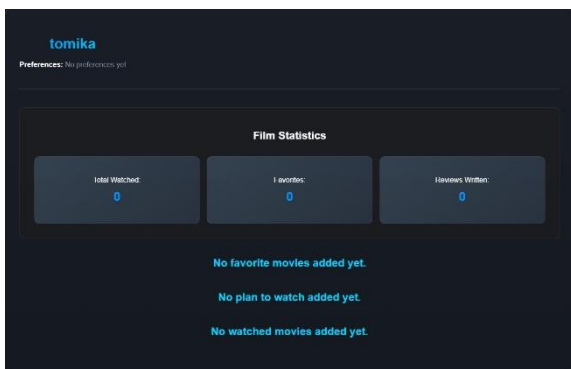 tomika
Preferences: No preferences yet
Film Statistics
Total Watched: Favorites: Reviews Written:
0 0 0
No favorite movies added yet.
No plan to watch added yet.
No watched movies added yet.